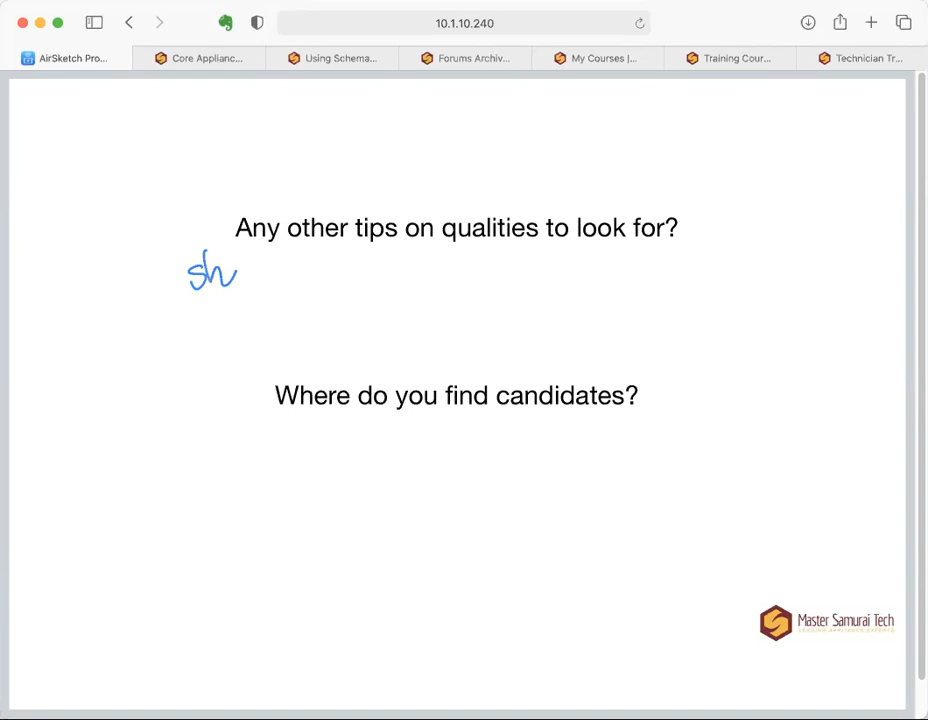 10.1.10.240
AirSketch Pro...
Core Applianc...
Using Schema...
Forums Archiv...
My Courses |...
Training Cour...
Technician Tr...
Any other tips on qualities to look for?
sh
Where do you find candidates?
Master Samurai Tech